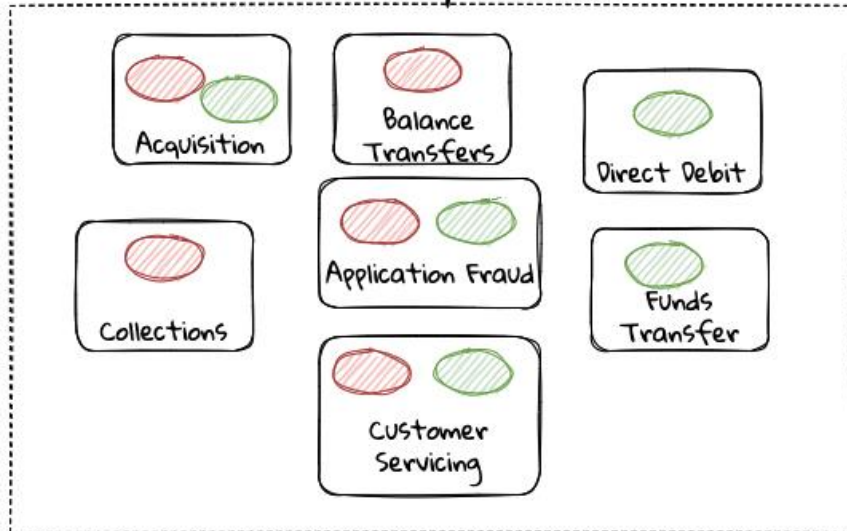 Acquisition
Balance
Transfers
Direct Debit
Application Fraud
Collections
Funds
Transfer
Customer
Servicing